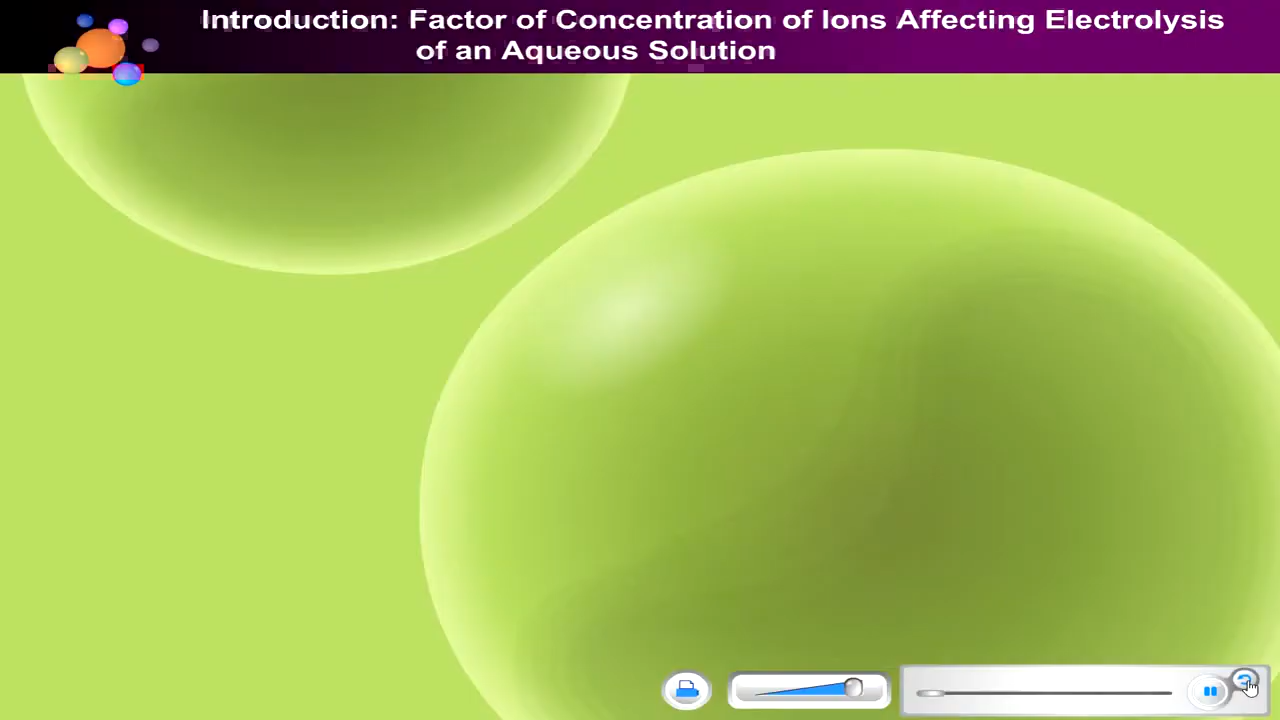 Introduction: Factor of Concentration of Ions Affecting Electrolysis
of an Aqueous Solution